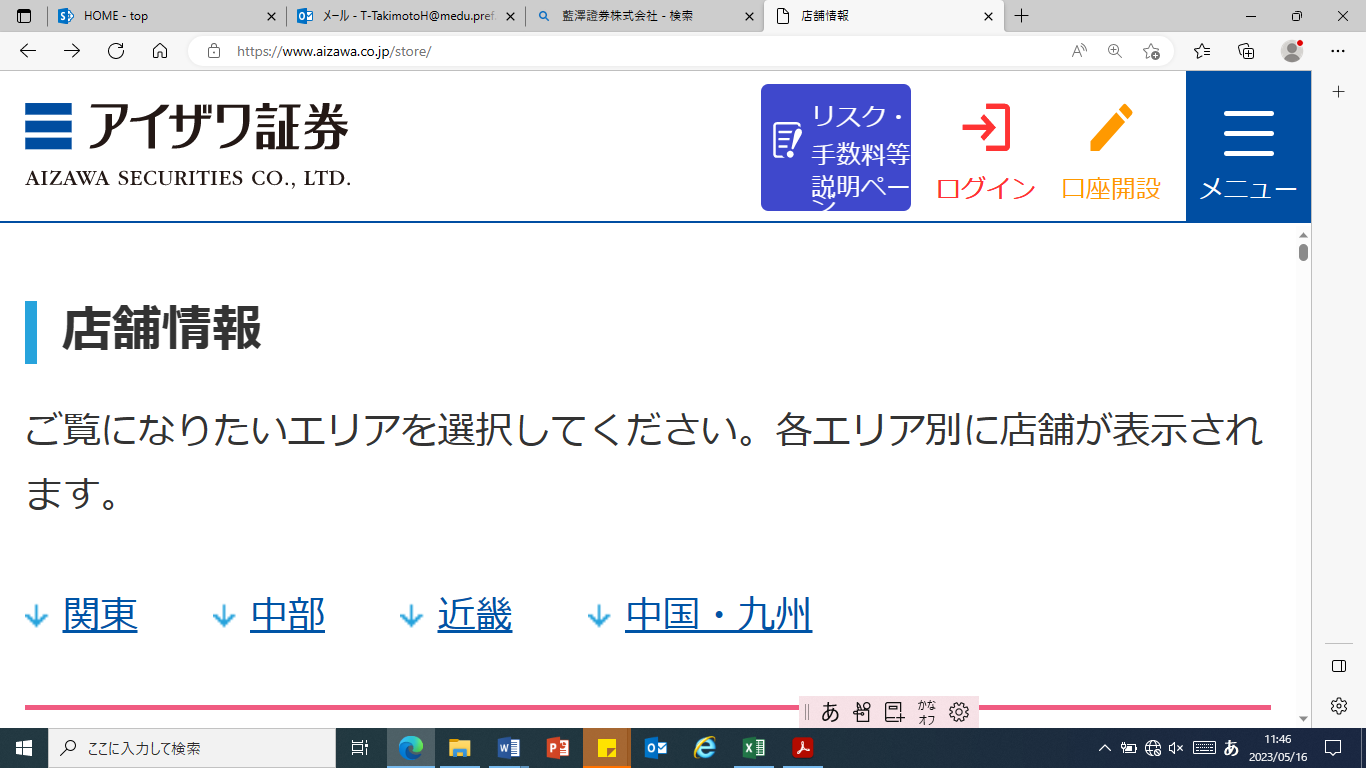 HOME - top
メール - T-TakimotoH@medu.pref.
藍澤證券株式会社 - 検索
店舗情報
https://www.aizawa.co.jp/store/
アイザワ証券
AIZAWA SECURITIES CO., LTD.
リスク・
手数料等
説明ペー
ジ
ログイン
口座開設
メニュー
店舗情報
ご覧になりたいエリアを選択してください。各エリア別に店舗が表示され
ます。
関東
中部
近畿
中国・九州
あ
かな
オフ
ここに入力して検索
あ
11:46
2023/05/16